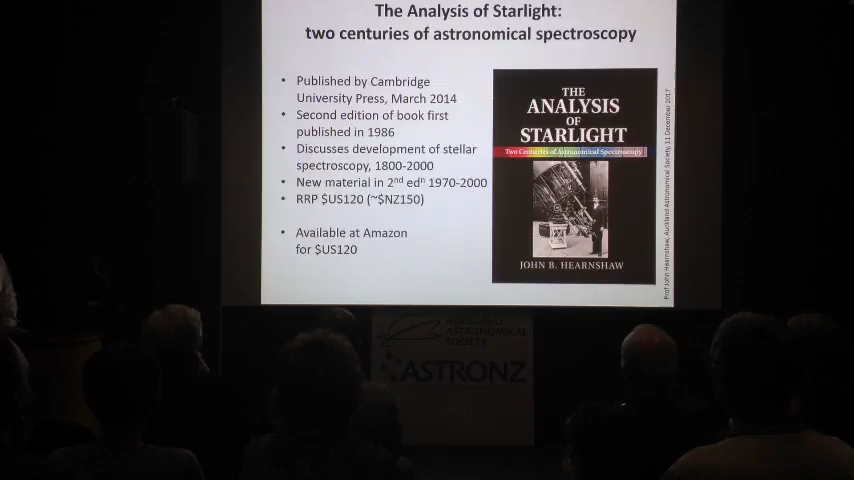 The Analysis of Starlight:
two centuries of astronomical spectroscopy
• Published by Cambridge
University Press, March 2014
• Second edition of book first
published in 1986
• Discusses development of stellar
spectroscopy, 1800-2000
• New material in 2nd edn 1970-2000
• RRP $US120 (~$NZ150)
• Available at Amazon
for $US120
THE
ANALYSIS
OF
STARLIGHT
Two Centuries of Astronomical Spectroscopy
JOHN B. HEARNSHAW
Prof John Hearnshaw, Auckland Astronomical Society, 11 December 2017
AUCKLAND
ASTRONOMICAL
SOCIETY
ASTRONZ